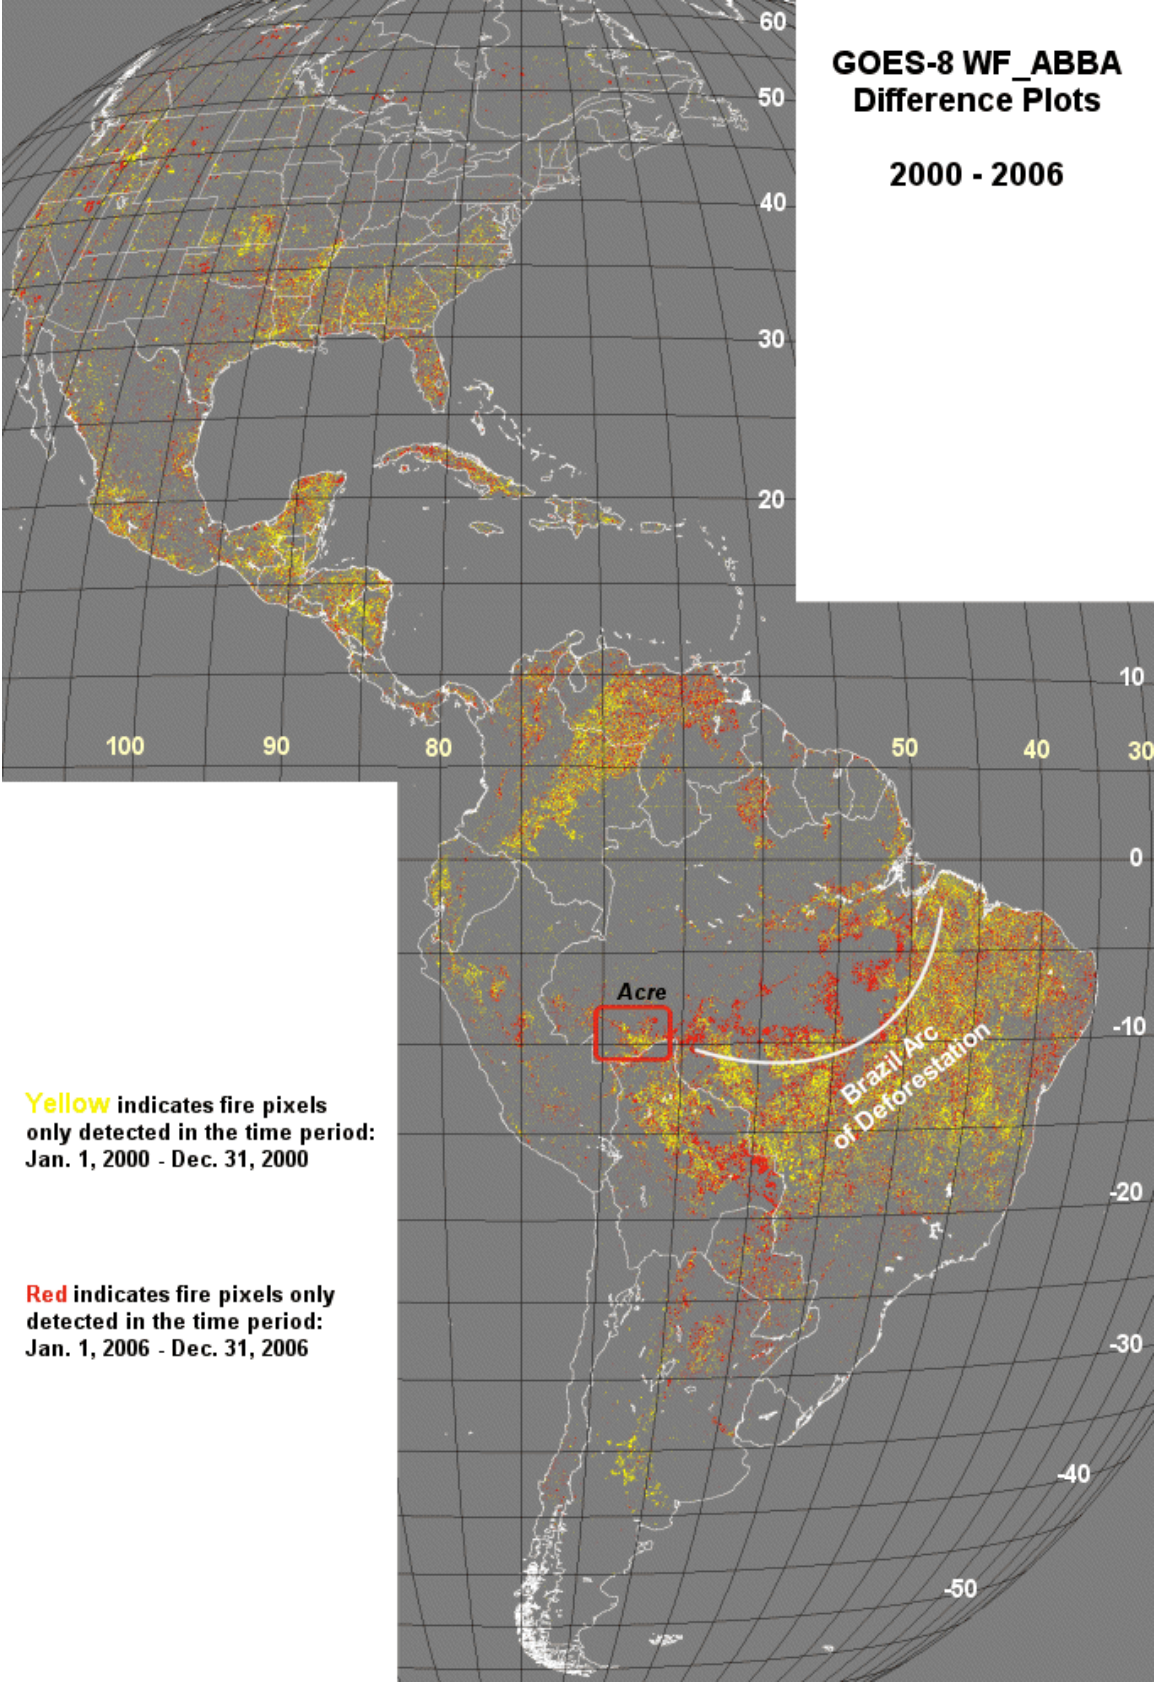 GOES-8 WF_ABBA
Difference Plots
2000 - 2006
60
50
40
30
20
10
100
90
80
50
40
30
0
Acre
-10
Brazil Arc
of Deforestation
Yellow indicates fire pixels
only detected in the time period:
Jan. 1, 2000 - Dec. 31, 2000
-20
Red indicates fire pixels only
detected in the time period:
Jan. 1, 2006 - Dec. 31, 2006
-30
-40
-50